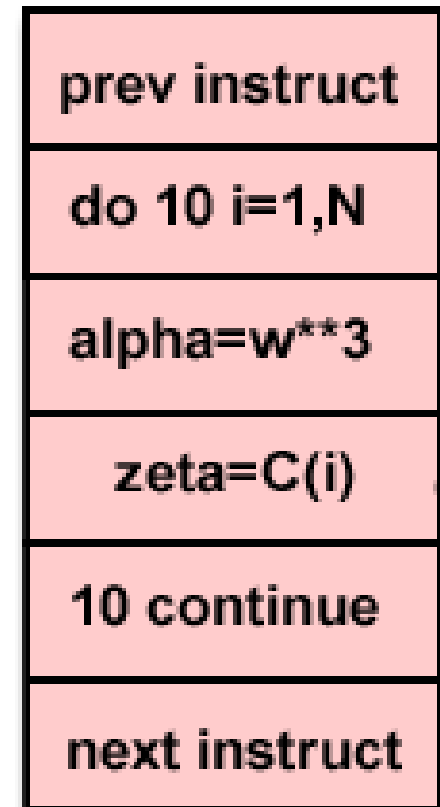 prev instruct
do 10 i=1,N
alpha=w**3
zeta=C(i)
10 continue
next instruct